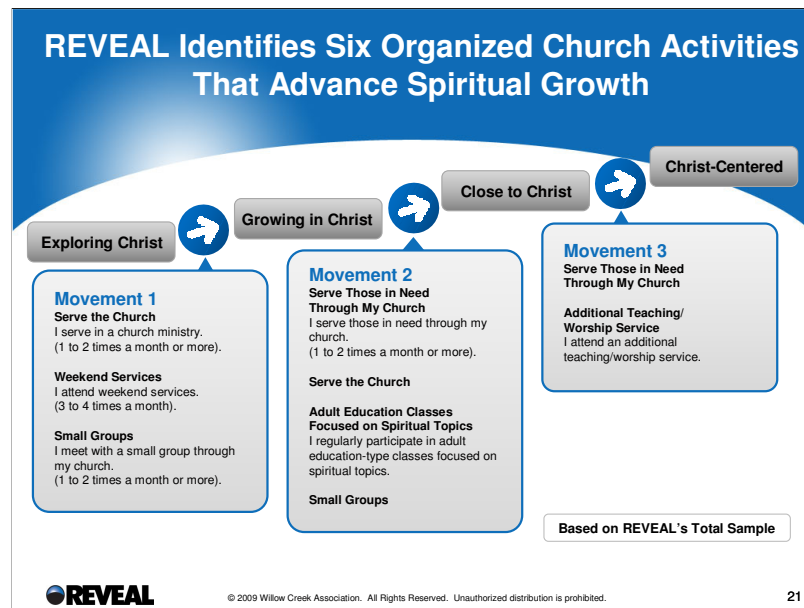 REVEAL Identifies Six Organized Church Activities
That Advance Spiritual Growth
Exploring Christ
Growing in Christ
Close to Christ
Christ-Centered
Movement 1
Serve the Church
I serve in a church ministry.
(1 to 2 times a month or more).
Weekend Services
I attend weekend services.
(3 to 4 times a month).
Small Groups
I meet with a small group through
my church.
(1 to 2 times a month or more).
Movement 2
Serve Those in Need
Through My Church
I serve those in need through my
church.
(1 to 2 times a month or more).
Serve the Church
Adult Education Classes
Focused on Spiritual Topics
I regularly participate in adult
education-type classes focused on
spiritual topics.
Small Groups
Movement 3
Serve Those in Need
Through My Church
Additional Teaching/
Worship Service
I attend an additional
teaching/worship service.
Based on REVEAL's Total Sample
REVEAL
© 2009 Willow Creek Association. All Rights Reserved. Unauthorized distribution is prohibited.
21